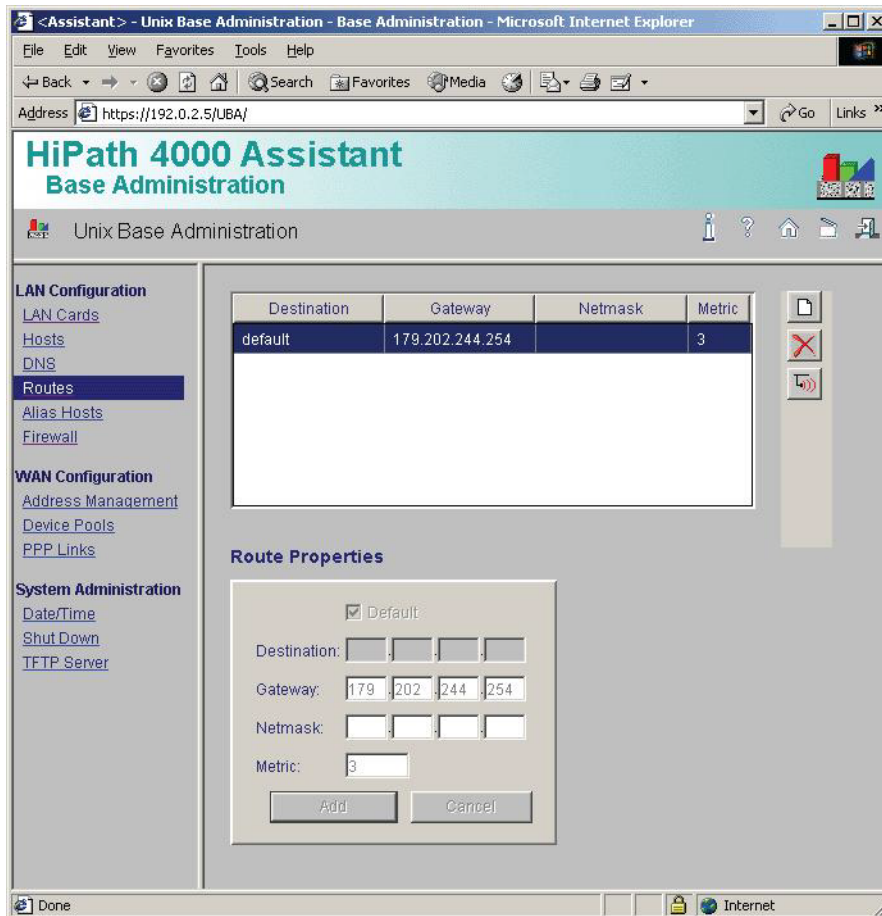 <Assistant> - Unix Base Administration - Base Administration - Microsoft Internet Explorer
File Edit View Favorites Tools Help
Back Search Favorites Media
Address https://192.0.2.5/UBA/ Go Links »
HiPath 4000 Assistant
Base Administration
Unix Base Administration
LAN Configuration
LAN Cards
Hosts
DNS
Routes
Alias Hosts
Firewall
WAN Configuration
Address Management
Device Pools
PPP Links
System Administration
Date/Time
Shut Down
TFTP Server
Destination Gateway Netmask Metric
default 179.202.244.254 3
Route Properties
Default
Destination: . . .
Gateway: 179 . 202 . 244 . 254
Netmask: . . .
Metric: 3
Add Cancel
Done Internet